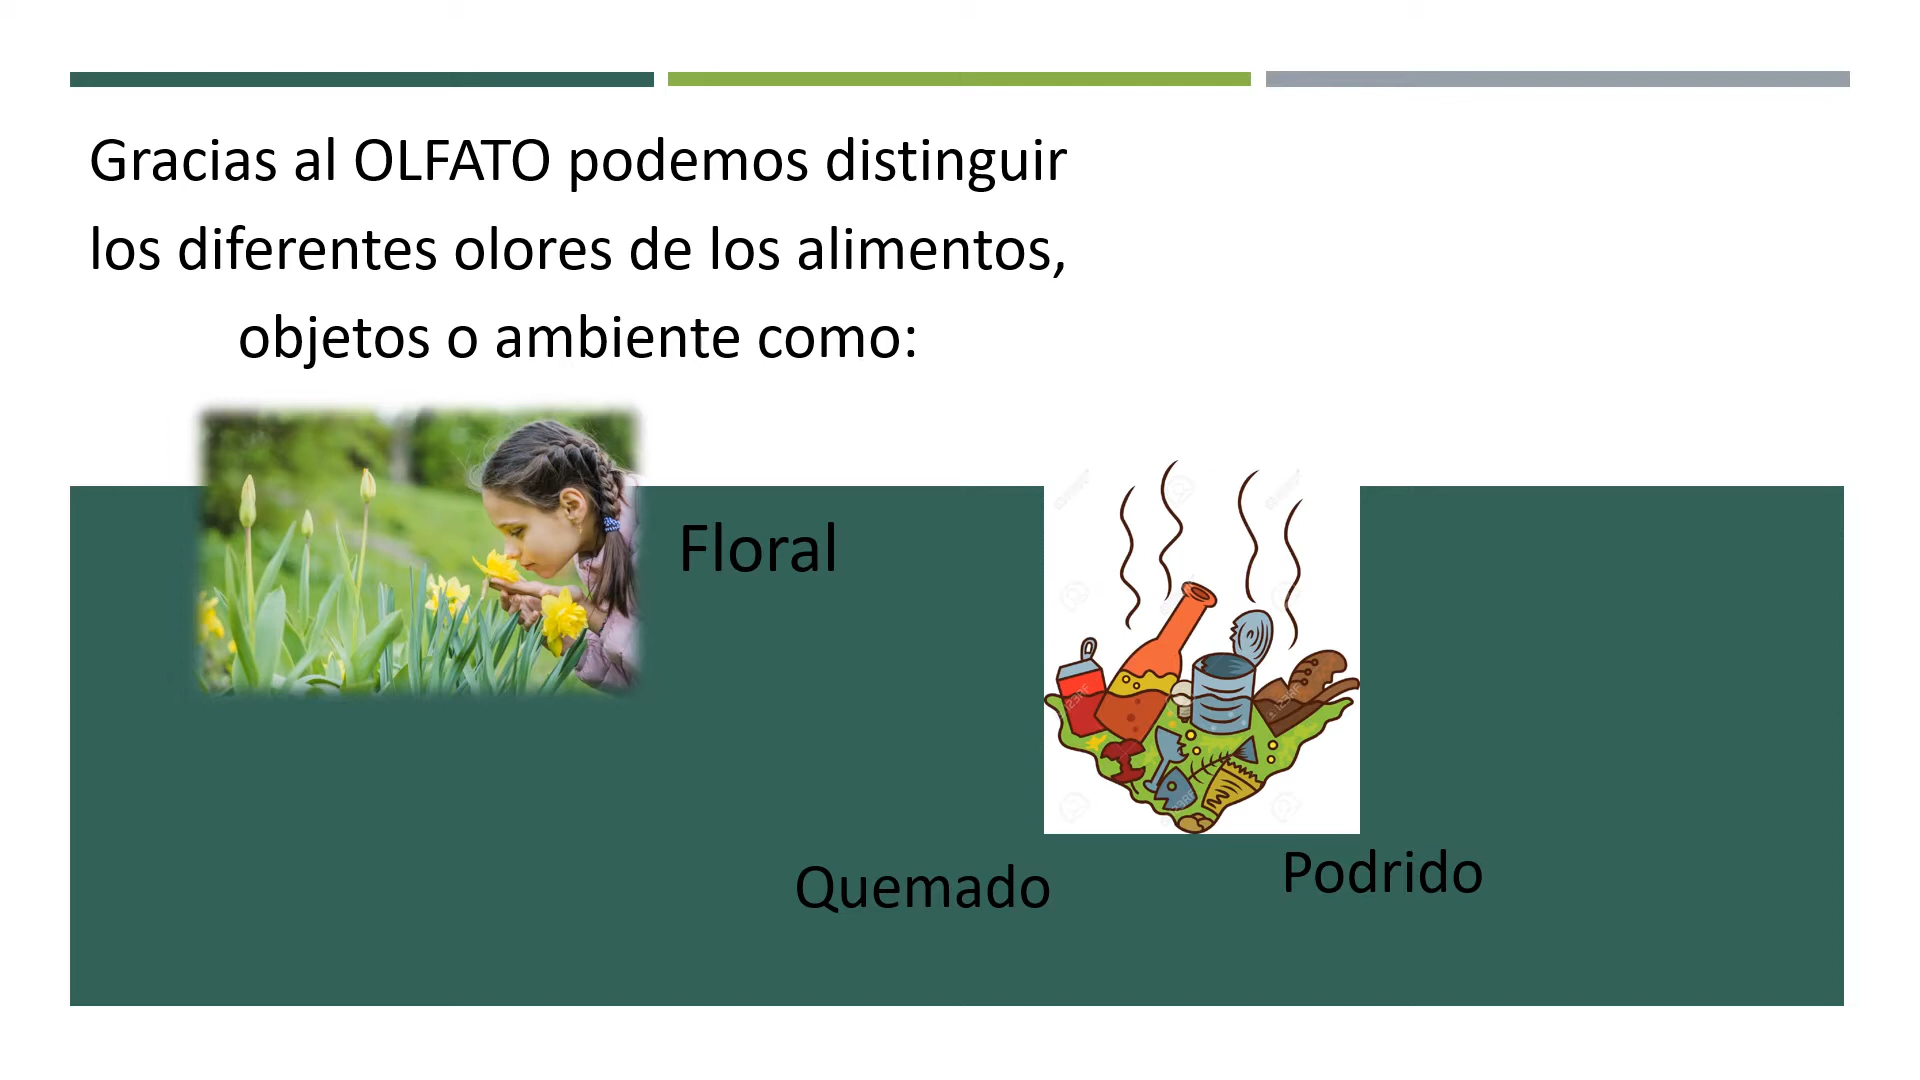 Gracias al OLFATO podemos distinguir
los diferentes olores de los alimentos,
objetos o ambiente como:
Floral
Quemado
Podrido